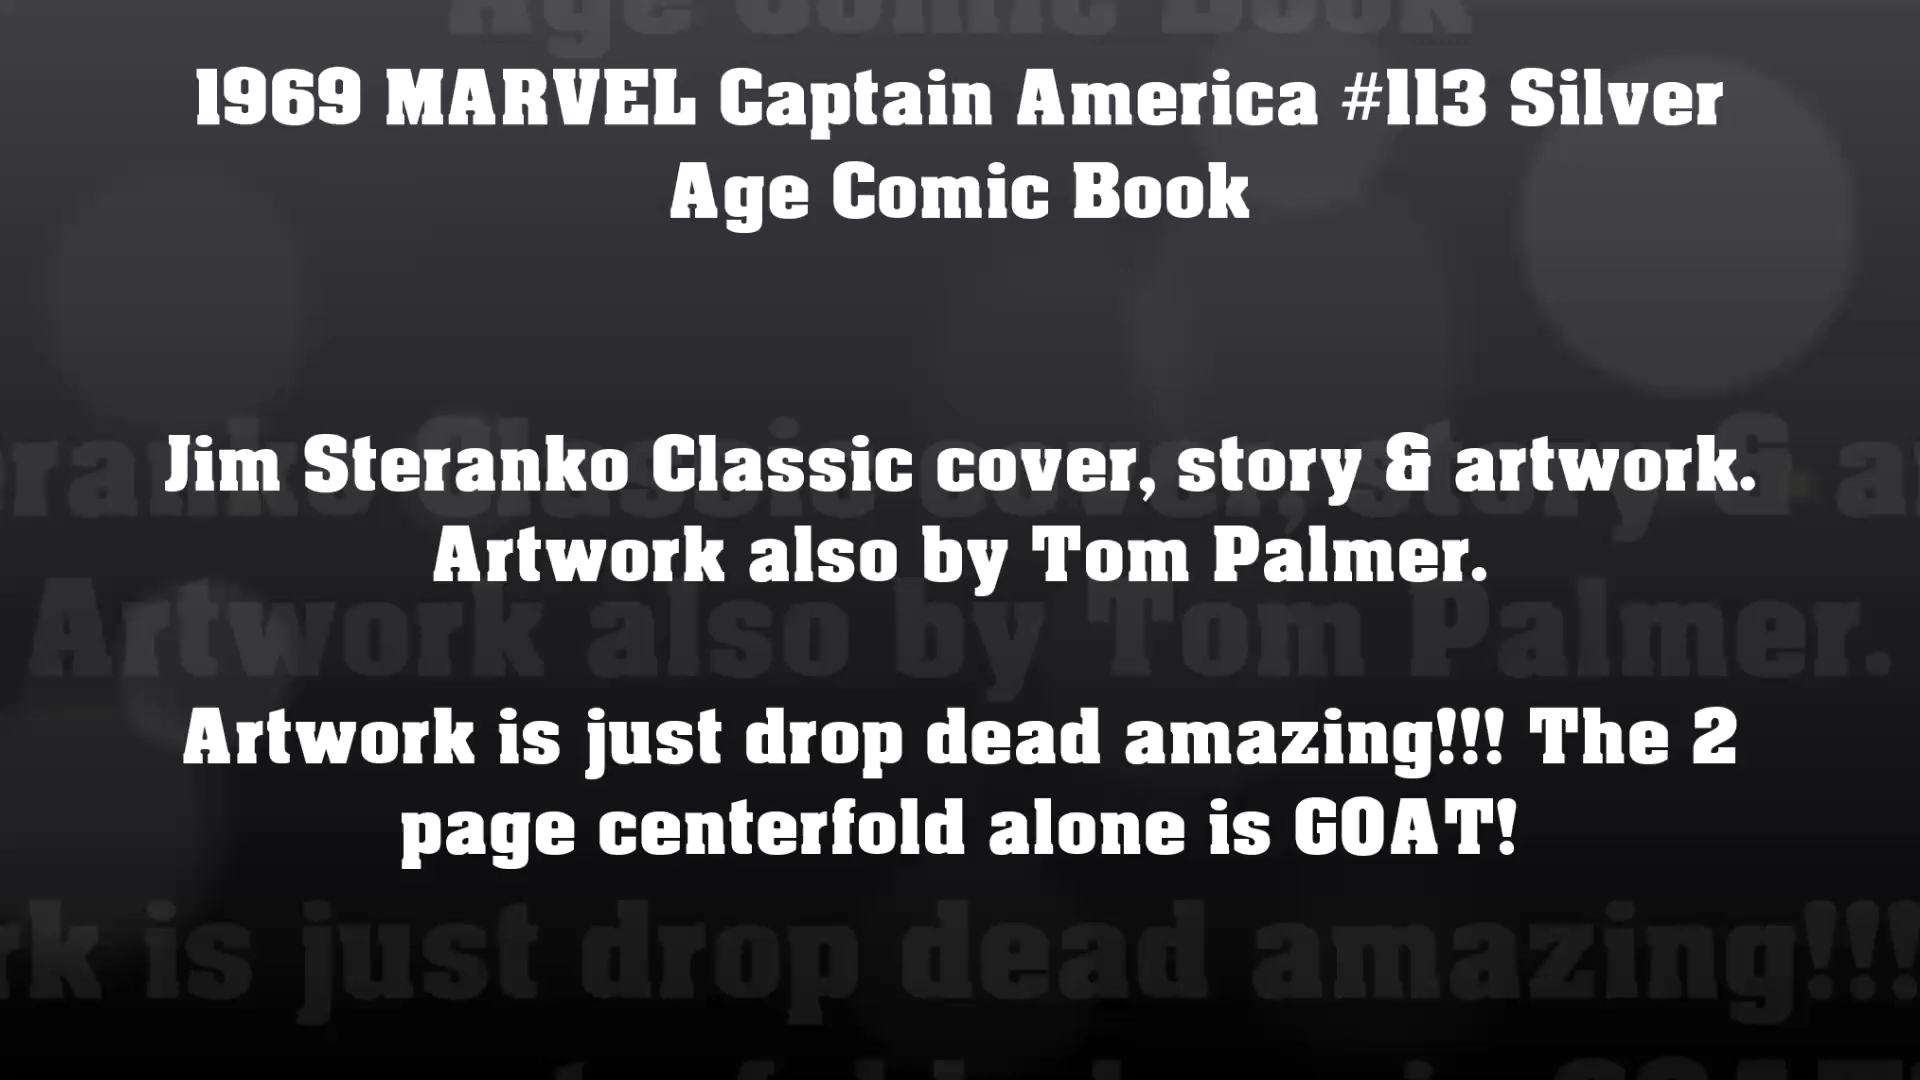 1969 MARVEL Captain America #113 Silver
Age Comic Book
Jim Steranko Classic cover, story & artwork.
Artwork also by Tom Palmer.
Artwork is just drop dead amazing!!! The 2
page centerfold alone is GOAT!